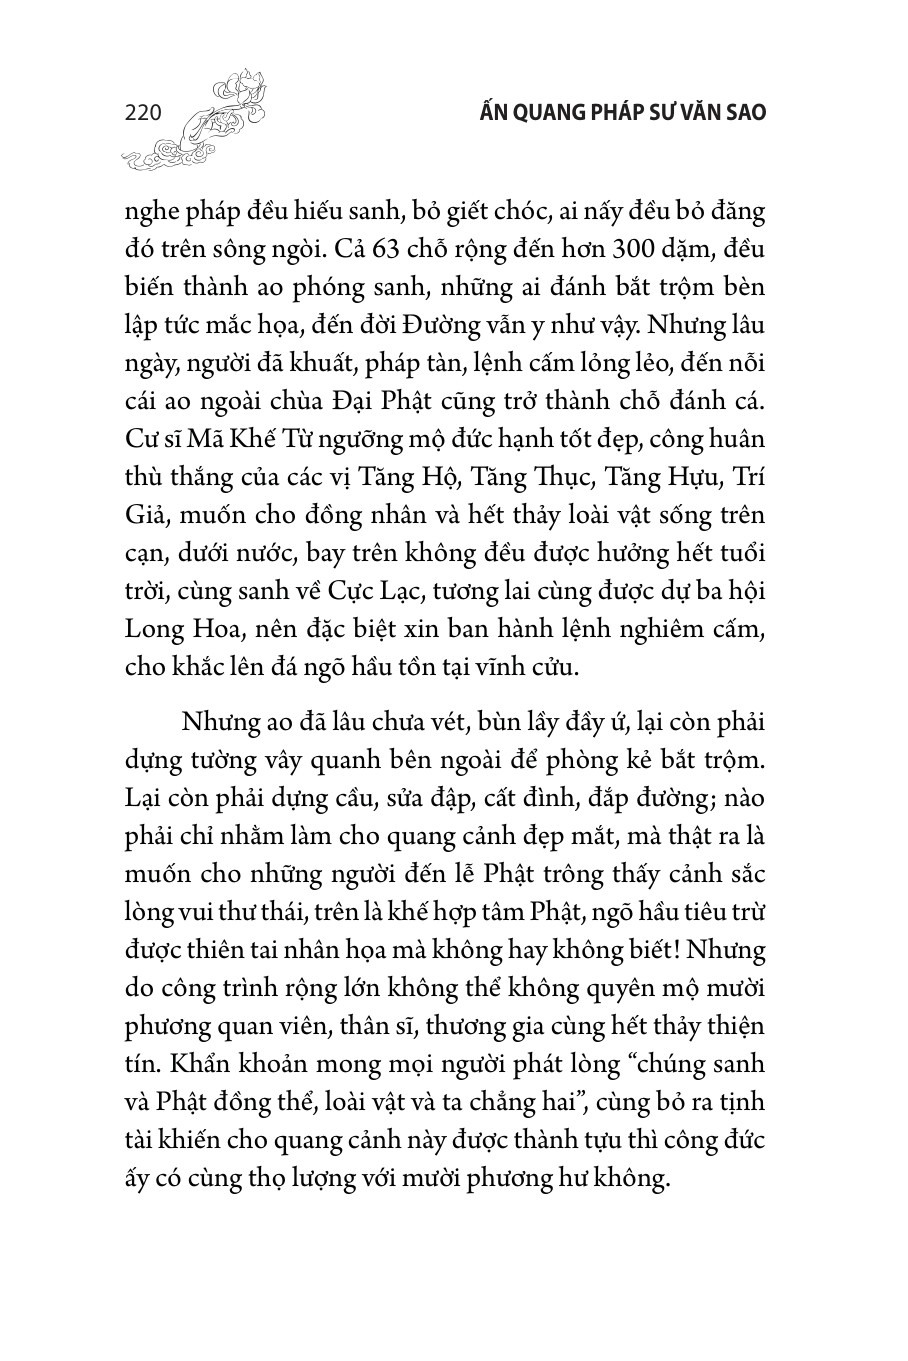 220
ẤN QUANG PHÁP SƯ VĂN SAO
nghe pháp đều hiếu sanh, bỏ giết chóc, ai nấy đều bỏ đăng
đó trên sông ngòi. Cả 63 chỗ rộng đến hơn 300 dặm, đều
biến thành ao phóng sanh, những ai đánh bắt trộm bèn
lập tức mắc họa, đến đời Đường vẫn y như vậy. Nhưng lâu
ngày, người đã khuất, pháp tàn, lệnh cấm lỏng lẻo, đến nỗi
cái ao ngoài chùa Đại Phật cũng trở thành chỗ đánh cá.
Cư sĩ Mã Khế Từ ngưỡng mộ đức hạnh tốt đẹp, công huân
thù thắng của các vị Tăng Hộ, Tăng Thục, Tăng Hựu, Trí
Giả, muốn cho đồng nhân và hết thảy loài vật sống trên
cạn, dưới nước, bay trên không đều được hưởng hết tuổi
trời, cùng sanh về Cực Lạc, tương lai cùng được dự ba hội
Long Hoa, nên đặc biệt xin ban hành lệnh nghiêm cấm,
cho khắc lên đá ngõ hầu tồn tại vĩnh cửu.
Nhưng ao đã lâu chưa vét, bùn lầy đầy ứ, lại còn phải
dựng tường vây quanh bên ngoài để phòng kẻ bắt trộm.
Lại còn phải dựng cầu, sửa đập, cất đình, đắp đường; nào
phải chỉ nhằm làm cho quang cảnh đẹp mắt, mà thật ra là
muốn cho những người đến lễ Phật trông thấy cảnh sắc
lòng vui thư thái, trên là khế hợp tâm Phật, ngõ hầu tiêu trừ
được thiên tai nhân họa mà không hay không biết! Nhưng
do công trình rộng lớn không thể không quyên mộ mười
phương quan viên, thân sĩ, thương gia cùng hết thảy thiện
tín. Khẩn khoản mong mọi người phát lòng “chúng sanh
và Phật đồng thể, loài vật và ta chẳng hai”, cùng bỏ ra tịnh
tài khiến cho quang cảnh này được thành tựu thì công đức
ấy có cùng thọ lượng với mười phương hư không.